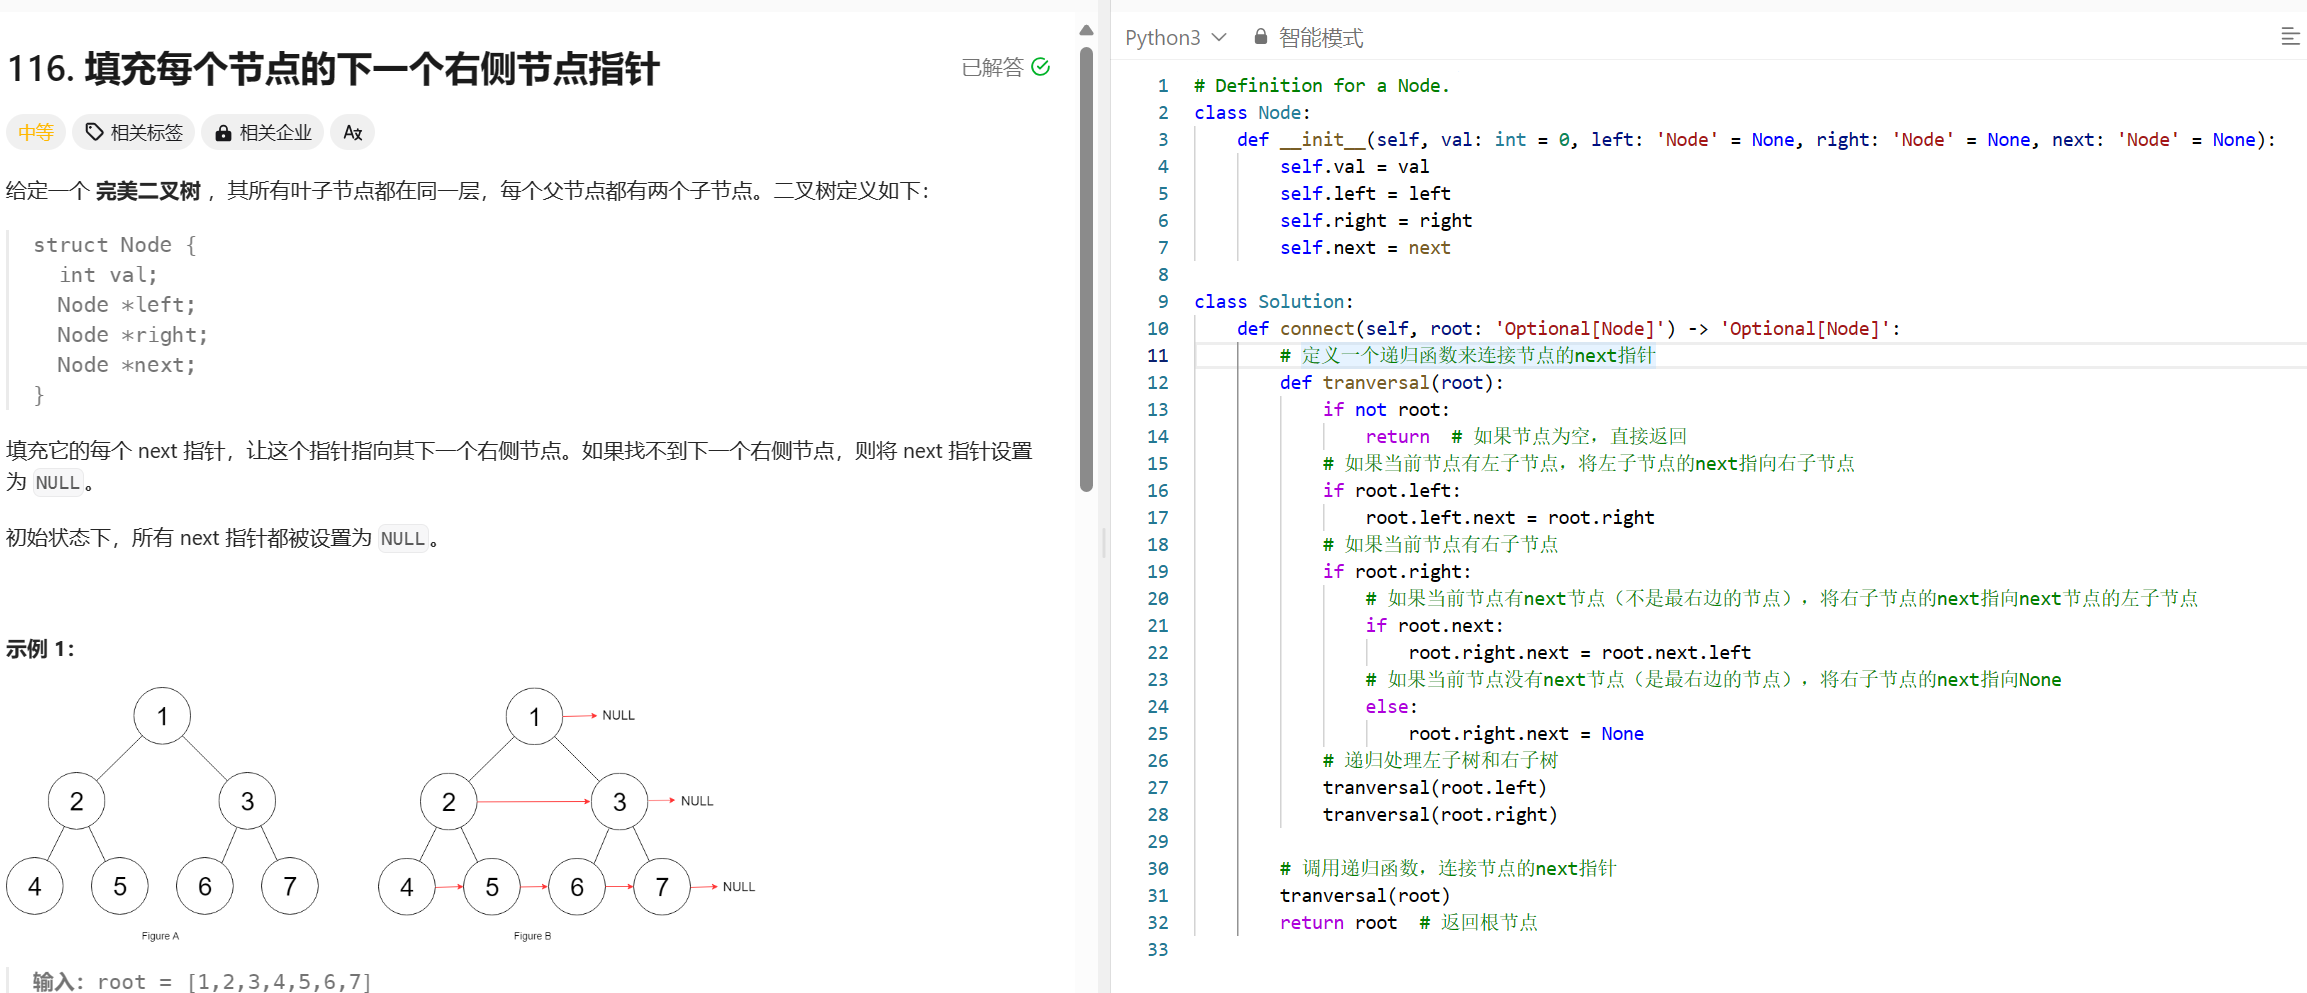 116. 填充每个节点的下一个右侧节点指针
已解答
中等
相关标签
相关企业
给定一个 完美二叉树 ，其所有叶子节点都在同一层，每个父节点都有两个子节点。二叉树定义如下：
struct Node {
  int val;
  Node *left;
  Node *right;
  Node *next;
}
填充它的每个 next 指针，让这个指针指向其下一个右侧节点。如果找不到下一个右侧节点，则将 next 指针设置
为 NULL。
初始状态下，所有 next 指针都被设置为 NULL。
示例 1：
1
2
3
4
5
6
7
Figure A
1
NULL
2
3
NULL
4
5
6
7
NULL
Figure B
输入：root = [1,2,3,4,5,6,7]
Python3
智能模式
1 # Definition for a Node.
2 class Node:
3     def __init__(self, val: int = 0, left: 'Node' = None, right: 'Node' = None, next: 'Node' = None):
4         self.val = val
5         self.left = left
6         self.right = right
7         self.next = next
8
9 class Solution:
10     def connect(self, root: 'Optional[Node]') -> 'Optional[Node]':
11         # 定义一个递归函数来连接节点的next指针
12         def tranversal(root):
13             if not root:
14                 return  # 如果节点为空，直接返回
15             # 如果当前节点有左子节点，将左子节点的next指向右子节点
16             if root.left:
17                 root.left.next = root.right
18             # 如果当前节点有右子节点
19             if root.right:
20                 # 如果当前节点有next节点（不是最右边的节点），将右子节点的next指向next节点的左子节点
21                 if root.next:
22                     root.right.next = root.next.left
23                 # 如果当前节点没有next节点（是最右边的节点），将右子节点的next指向None
24                 else:
25                     root.right.next = None
26             # 递归处理左子树和右子树
27             tranversal(root.left)
28             tranversal(root.right)
29
30         # 调用递归函数，连接节点的next指针
31         tranversal(root)
32         return root  # 返回根节点
33